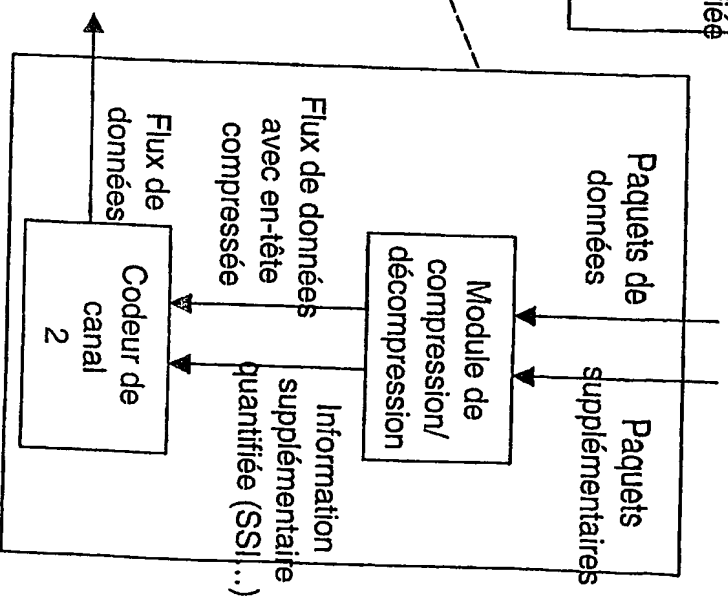 Paquets de
données
Paquets
supplémentaires
Module de
compression/
décompression
Flux de données
avec en-tête
compressée
Information
supplémentaire
quantifiée (SSI...)
Codeur de
canal
2
Flux de
données